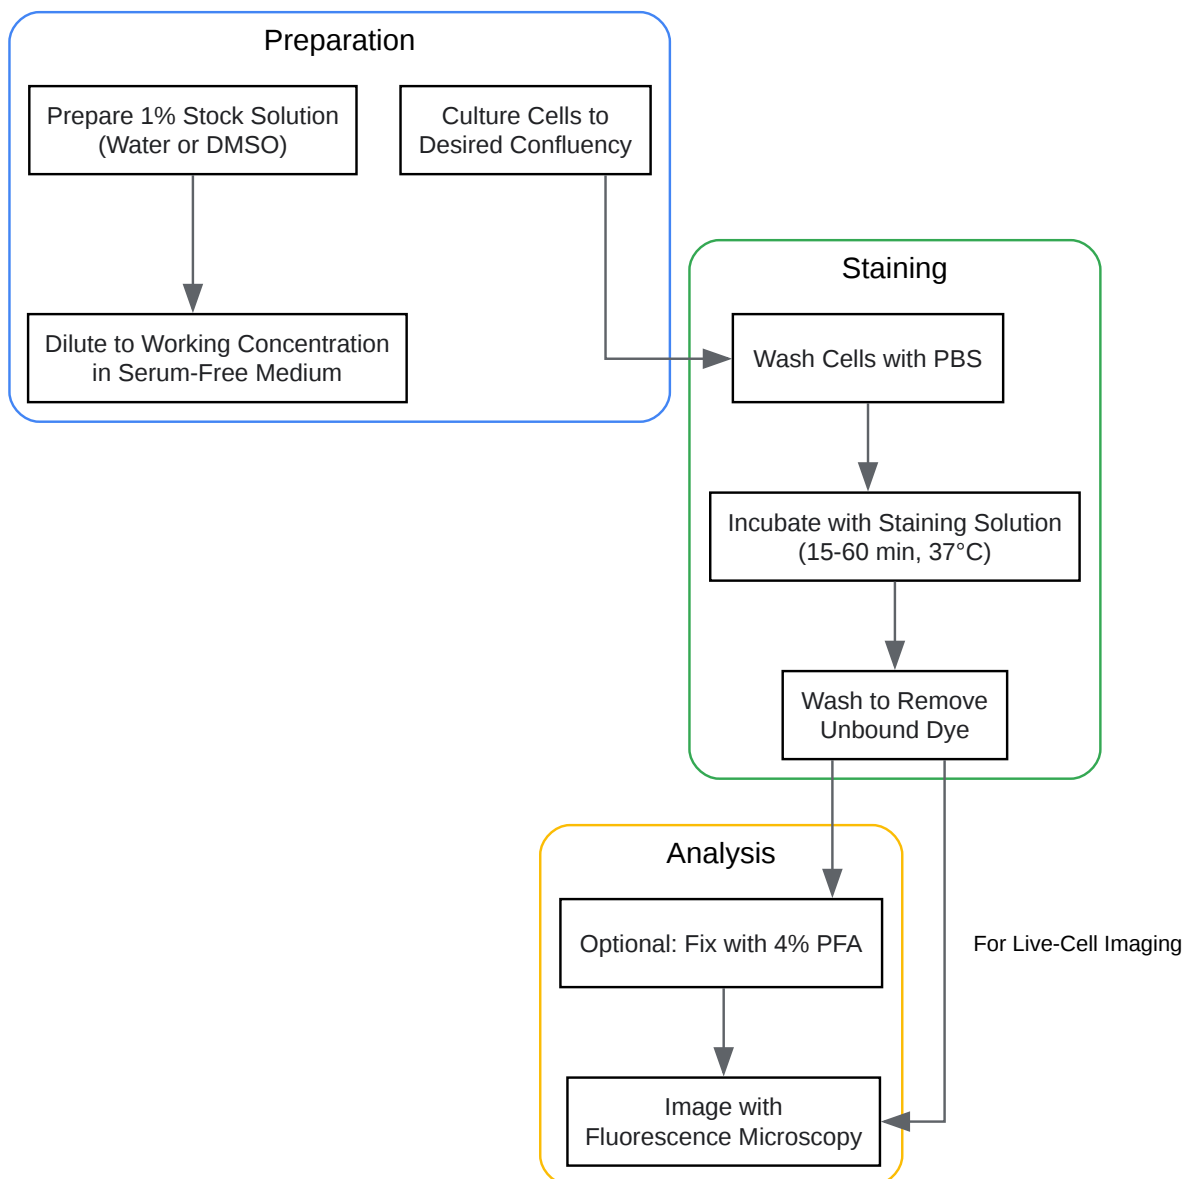 Preparation
Prepare 1% Stock Solution
(Water or DMSO)
Culture Cells to
Desired Confluency
Dilute to Working Concentration
in Serum-Free Medium
Staining
Wash Cells with PBS
Incubate with Staining Solution
(15-60 min, 37°C)
Wash to Remove
Unbound Dye
Analysis
Optional: Fix with 4% PFA
For Live-Cell Imaging
Image with
Fluorescence Microscopy